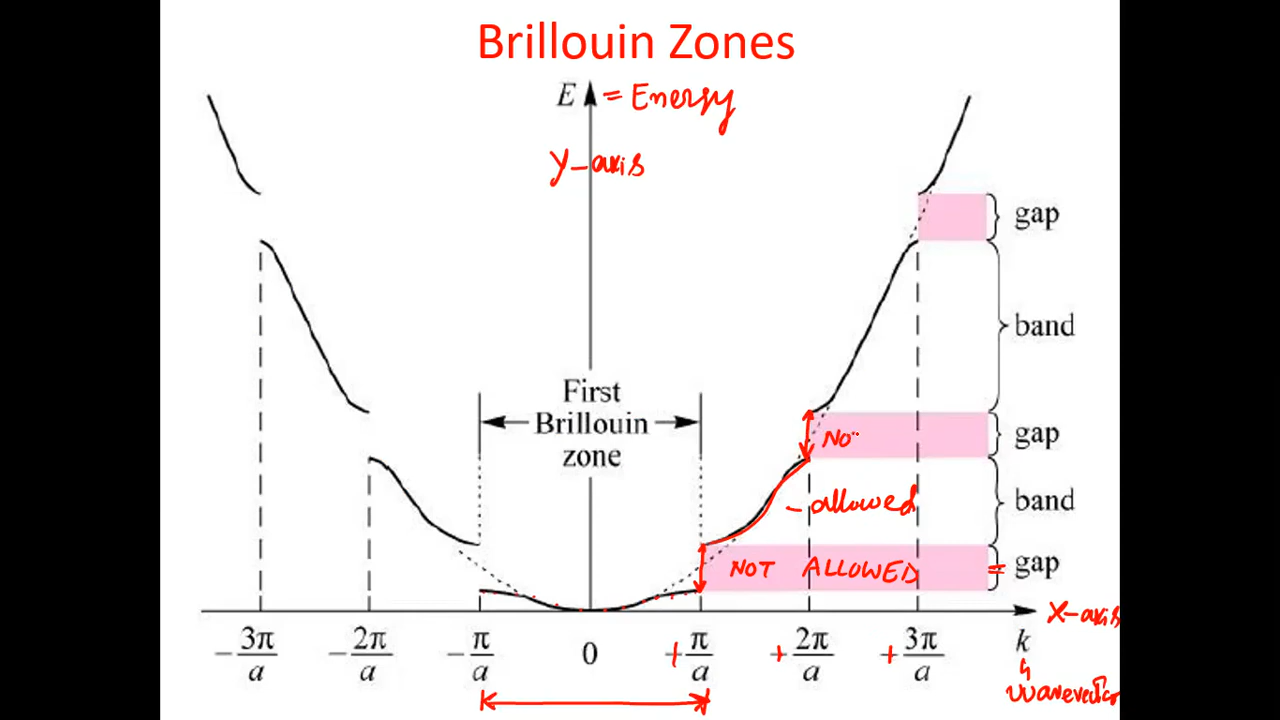 Brillouin Zones
E = Energy
Y-axis
gap
band
First
Brillouin
zone
NO
gap
- allowed
band
NOT ALLOWED = gap
X-axis
- 3π/a - 2π/a - π/a 0 + π/a + 2π/a + 3π/a k
wavevector